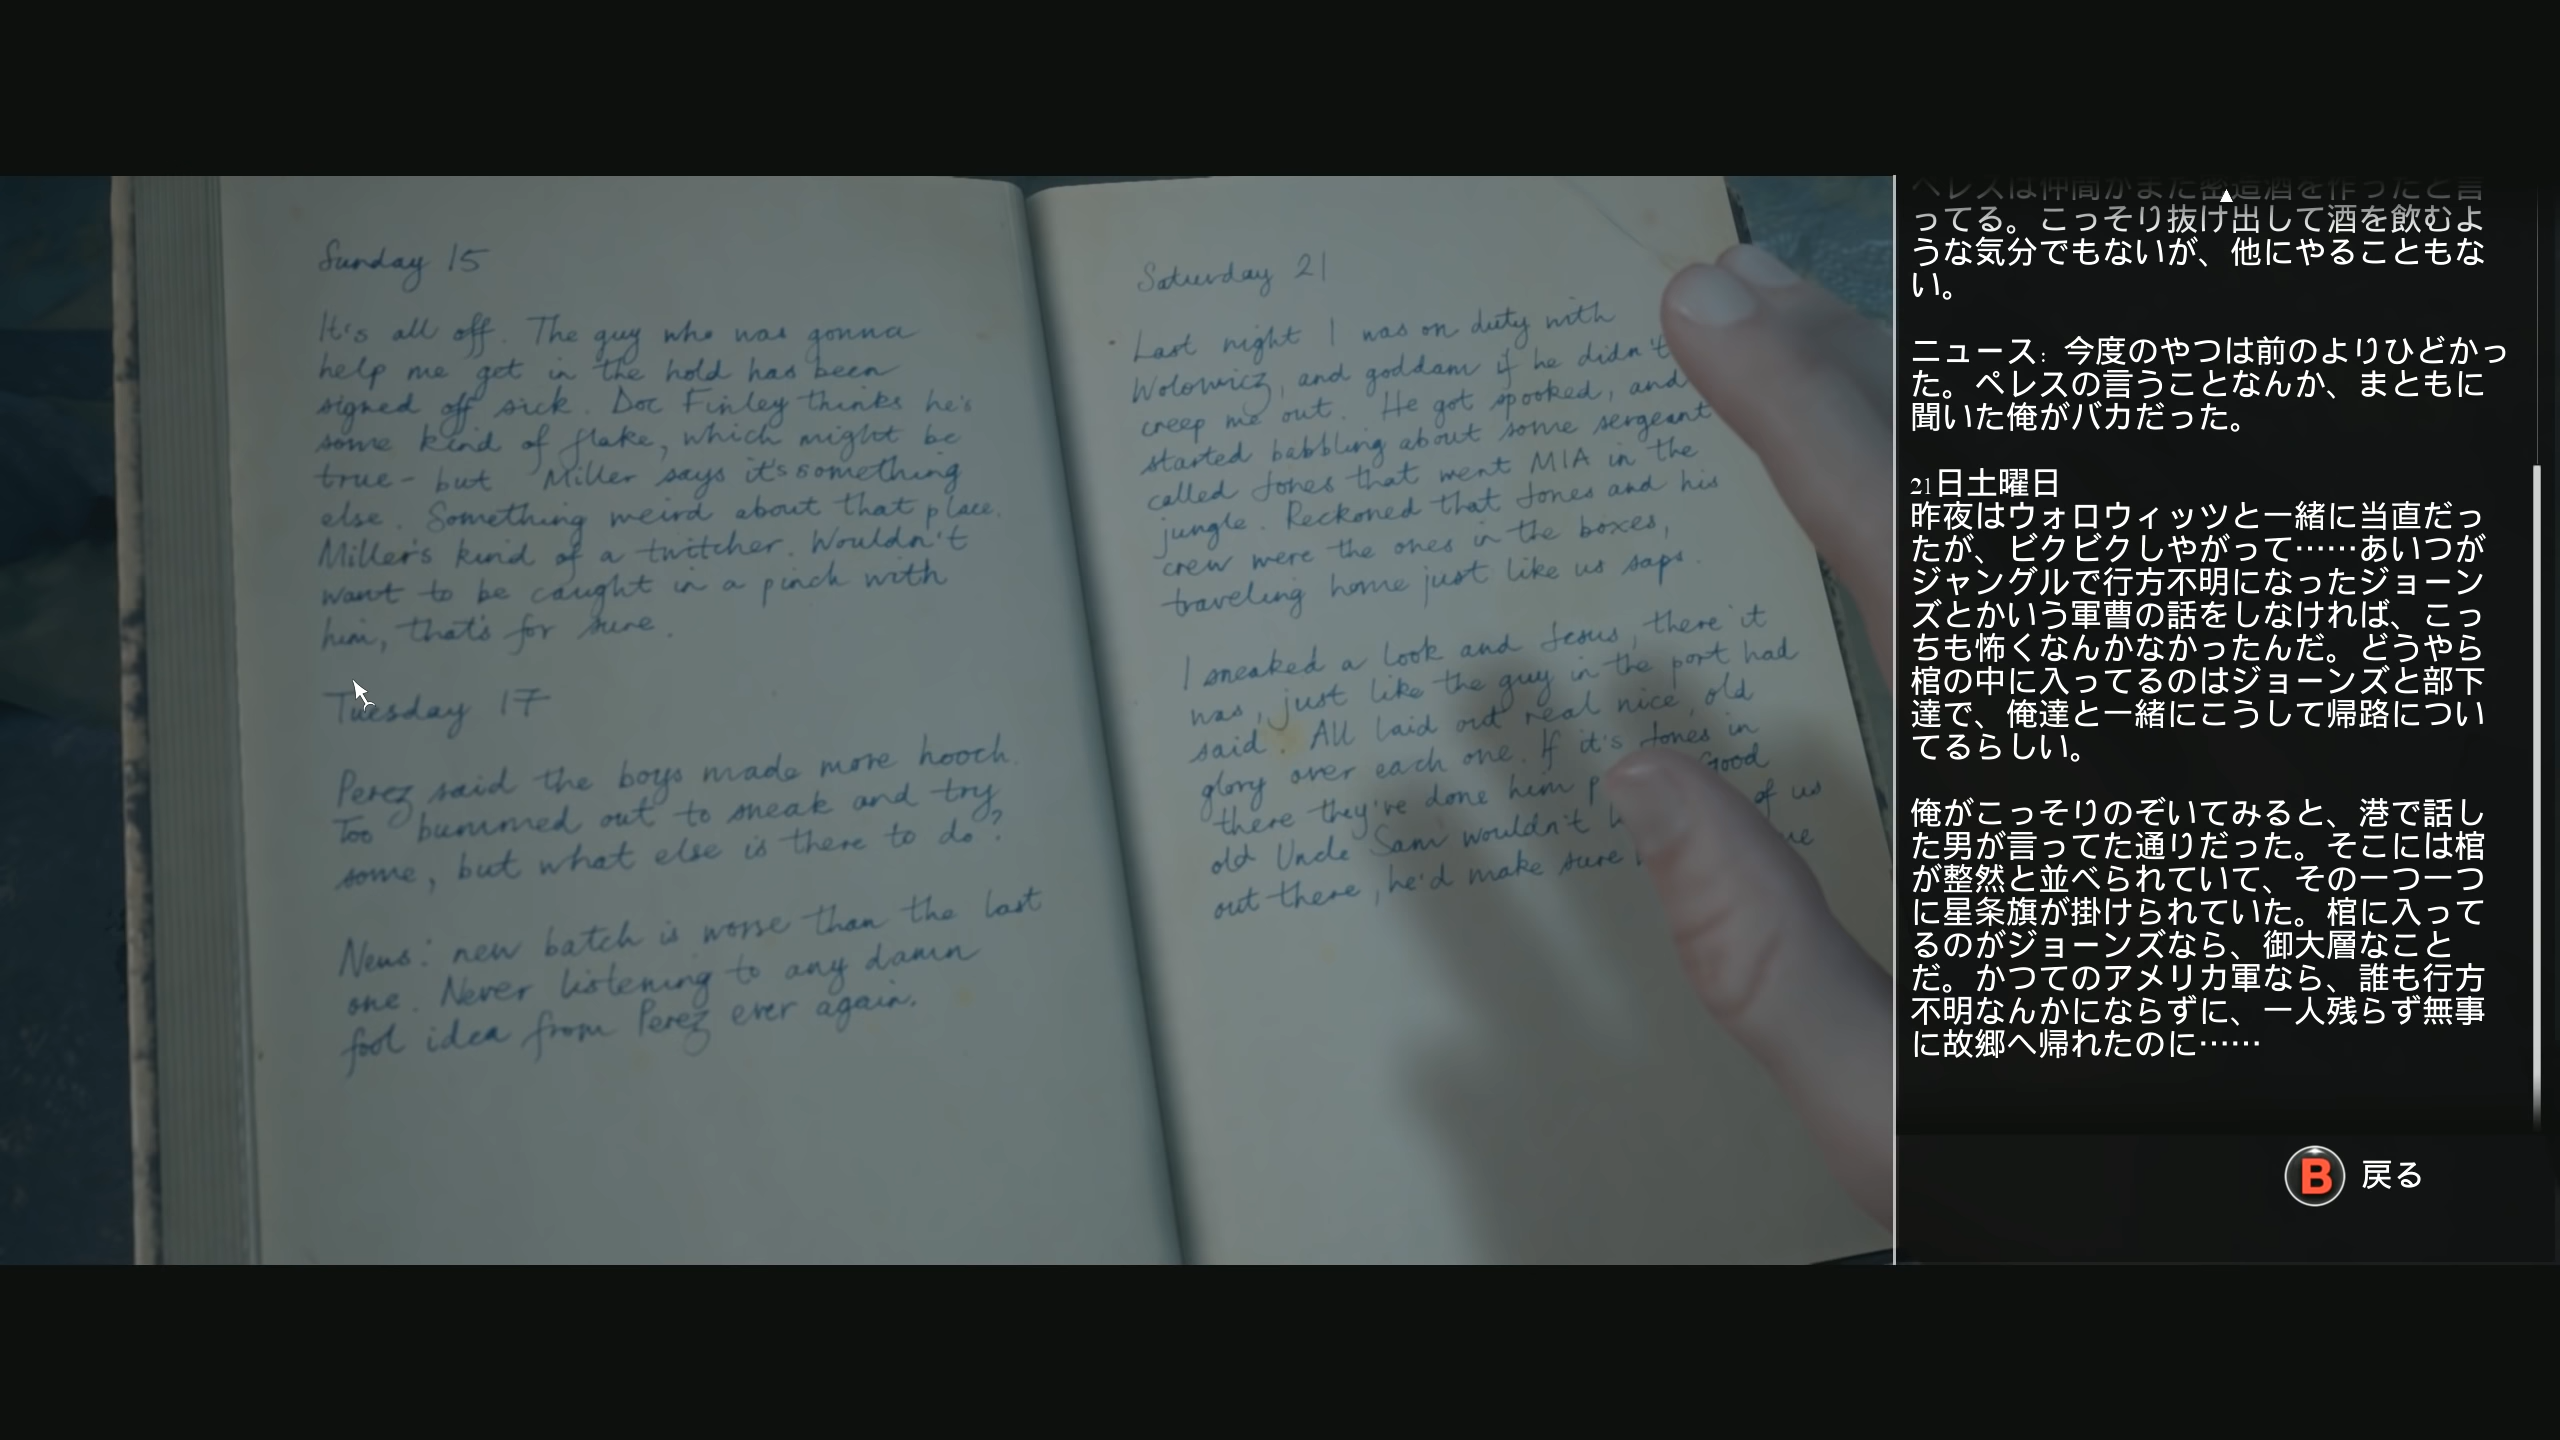 Sunday 15
It's all off. The guy who was gonna
help me get in the hold has been
signed off sick. Doc Finley thinks he's
some kind of flake, which might be
true - but Miller says it's something
else. Something weird about that place.
Miller's kind of a twitcher. Wouldn't
want to be caught in a pinch with
him, that's for sure.
Tuesday 17
Perez said the boys made more hooch.
Too bummed out to sneak and try
some, but what else is there to do?
News: new batch is worse than the last
one. Never listening to any damn
fool idea from Perez ever again.
Saturday 21
Last night I was on duty with
Wolowicz, and goddam if he didn't
creep me out. He got spooked, and
started babbling about some sergeant
called Jones that went MIA in the
jungle. Reckoned that Jones and his
crew were the ones in the boxes,
traveling home just like us saps.
I sneaked a look and Jesus, there it
was, just like the guy in the port had
said. All laid out real nice, old
glory over each one. If it's Jones in
there they've done him Good
old Uncle Sam wouldn't of us
out there, he'd make sure
ペレスは仲間がまた密造酒を作ったと言
ってる。こっそり抜け出して酒を飲むよ
うな気分でもないが、他にやることもな
い。
ニュース: 今度のやつは前のよりひどかっ
た。ペレスの言うことなんか、まともに
聞いた俺がバカだった。
21日土曜日
昨夜はウォロウィッツと一緒に当直だっ
たが、ビクビクしやがって……あいつが
ジャングルで行方不明になったジョーン
ズとかいう軍曹の話をしなければ、こっ
ちも怖くなんかなかったんだ。どうやら
棺の中に入ってるのはジョーンズと部下
達で、俺達と一緒にこうして帰路につい
てるらしい。
俺がこっそりのぞいてみると、港で話し
た男が言ってた通りだった。そこには棺
が整然と並べられていて、その一つ一つ
に星条旗が掛けられていた。棺に入って
るのがジョーンズなら、御大層なこと
だ。かつてのアメリカ軍なら、誰も行方
不明なんかにならずに、一人残らず無事
に故郷へ帰れたのに……
B 戻る